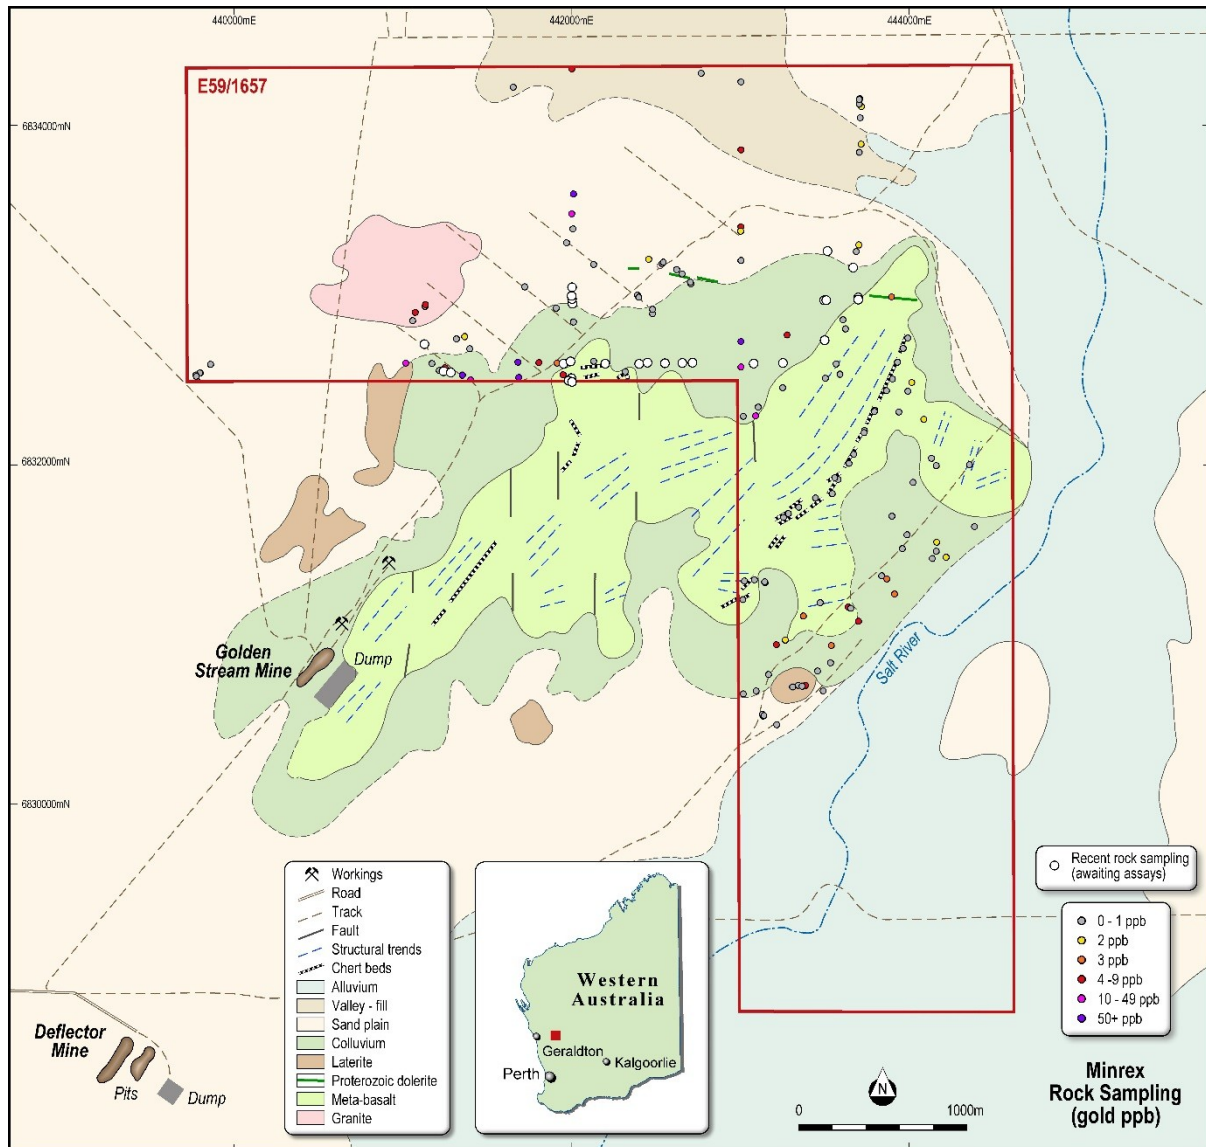 440000mE
442000mE
444000mE
E59/1657
6834000mN
6832000mN
Golden
Stream Mine
Dump
Salt River
6830000mN
Workings
Road
Track
Fault
Structural trends
Chert beds
Alluvium
Valley - fill
Sand plain
Colluvium
Laterite
Proterozoic dolerite
Meta-basalt
Granite
Western
Australia
Geraldton
Kalgoorlie
Perth
Recent rock sampling
(awaiting assays)
0 - 1 ppb
2 ppb
3 ppb
4 -9 ppb
10 - 49 ppb
50+ ppb
Deflector
Mine
Pits
Dump
N
0
1000m
Minrex
Rock Sampling
(gold ppb)